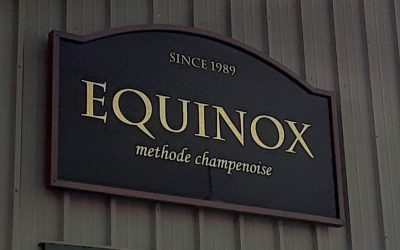 SINCE 1989
EQUINOX
methode champenoise